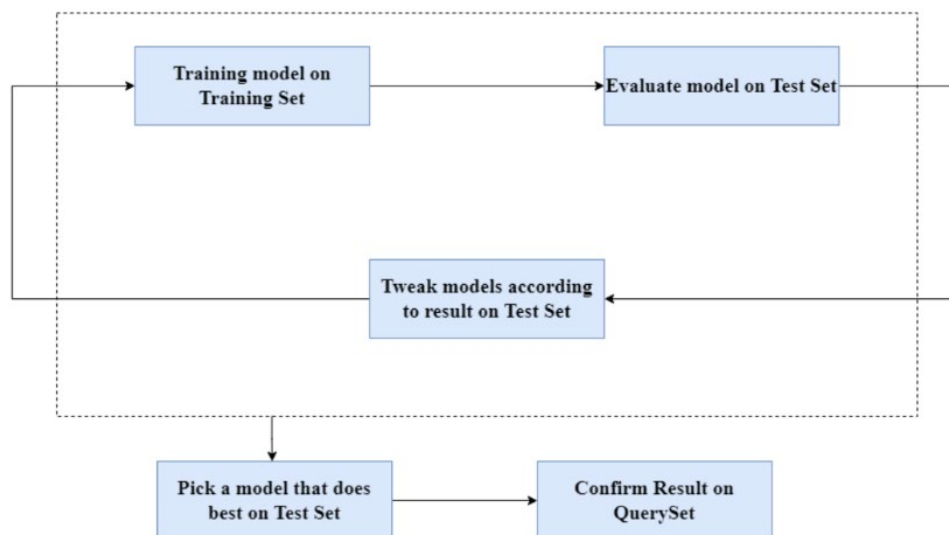 Training model on
Training Set
Evaluate model on Test Set
Tweak models according
to result on Test Set
Pick a model that does
best on Test Set
Confirm Result on
QuerySet